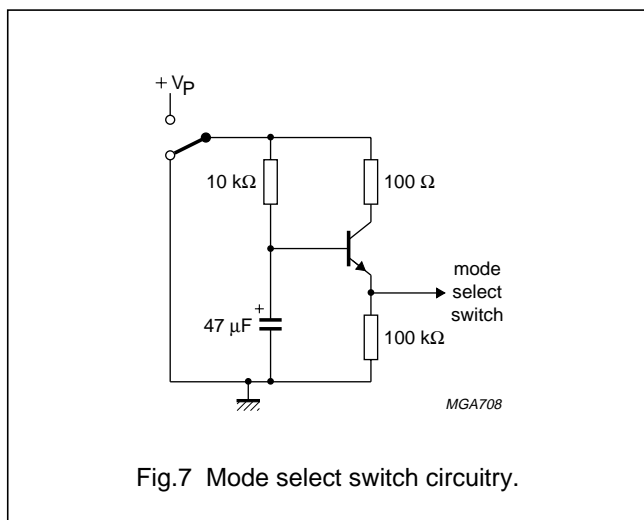 + VP
10 kΩ
100 Ω
mode
select
switch
+
47 μF
100 kΩ
MGA708
Fig.7 Mode select switch circuitry.